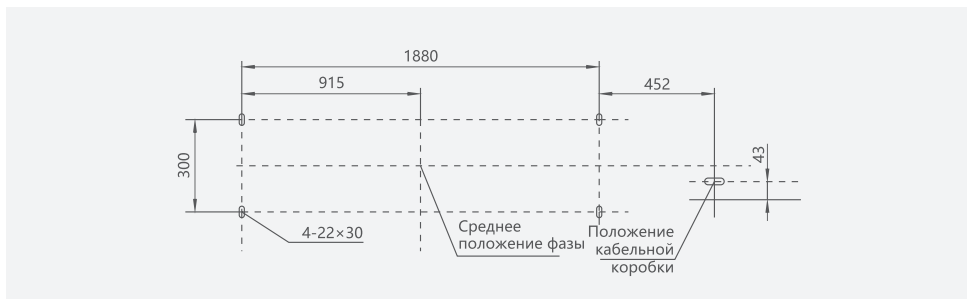 1880
915
452
300
43
4-22×30
Среднее
положение фазы
Положение
кабельной
коробки